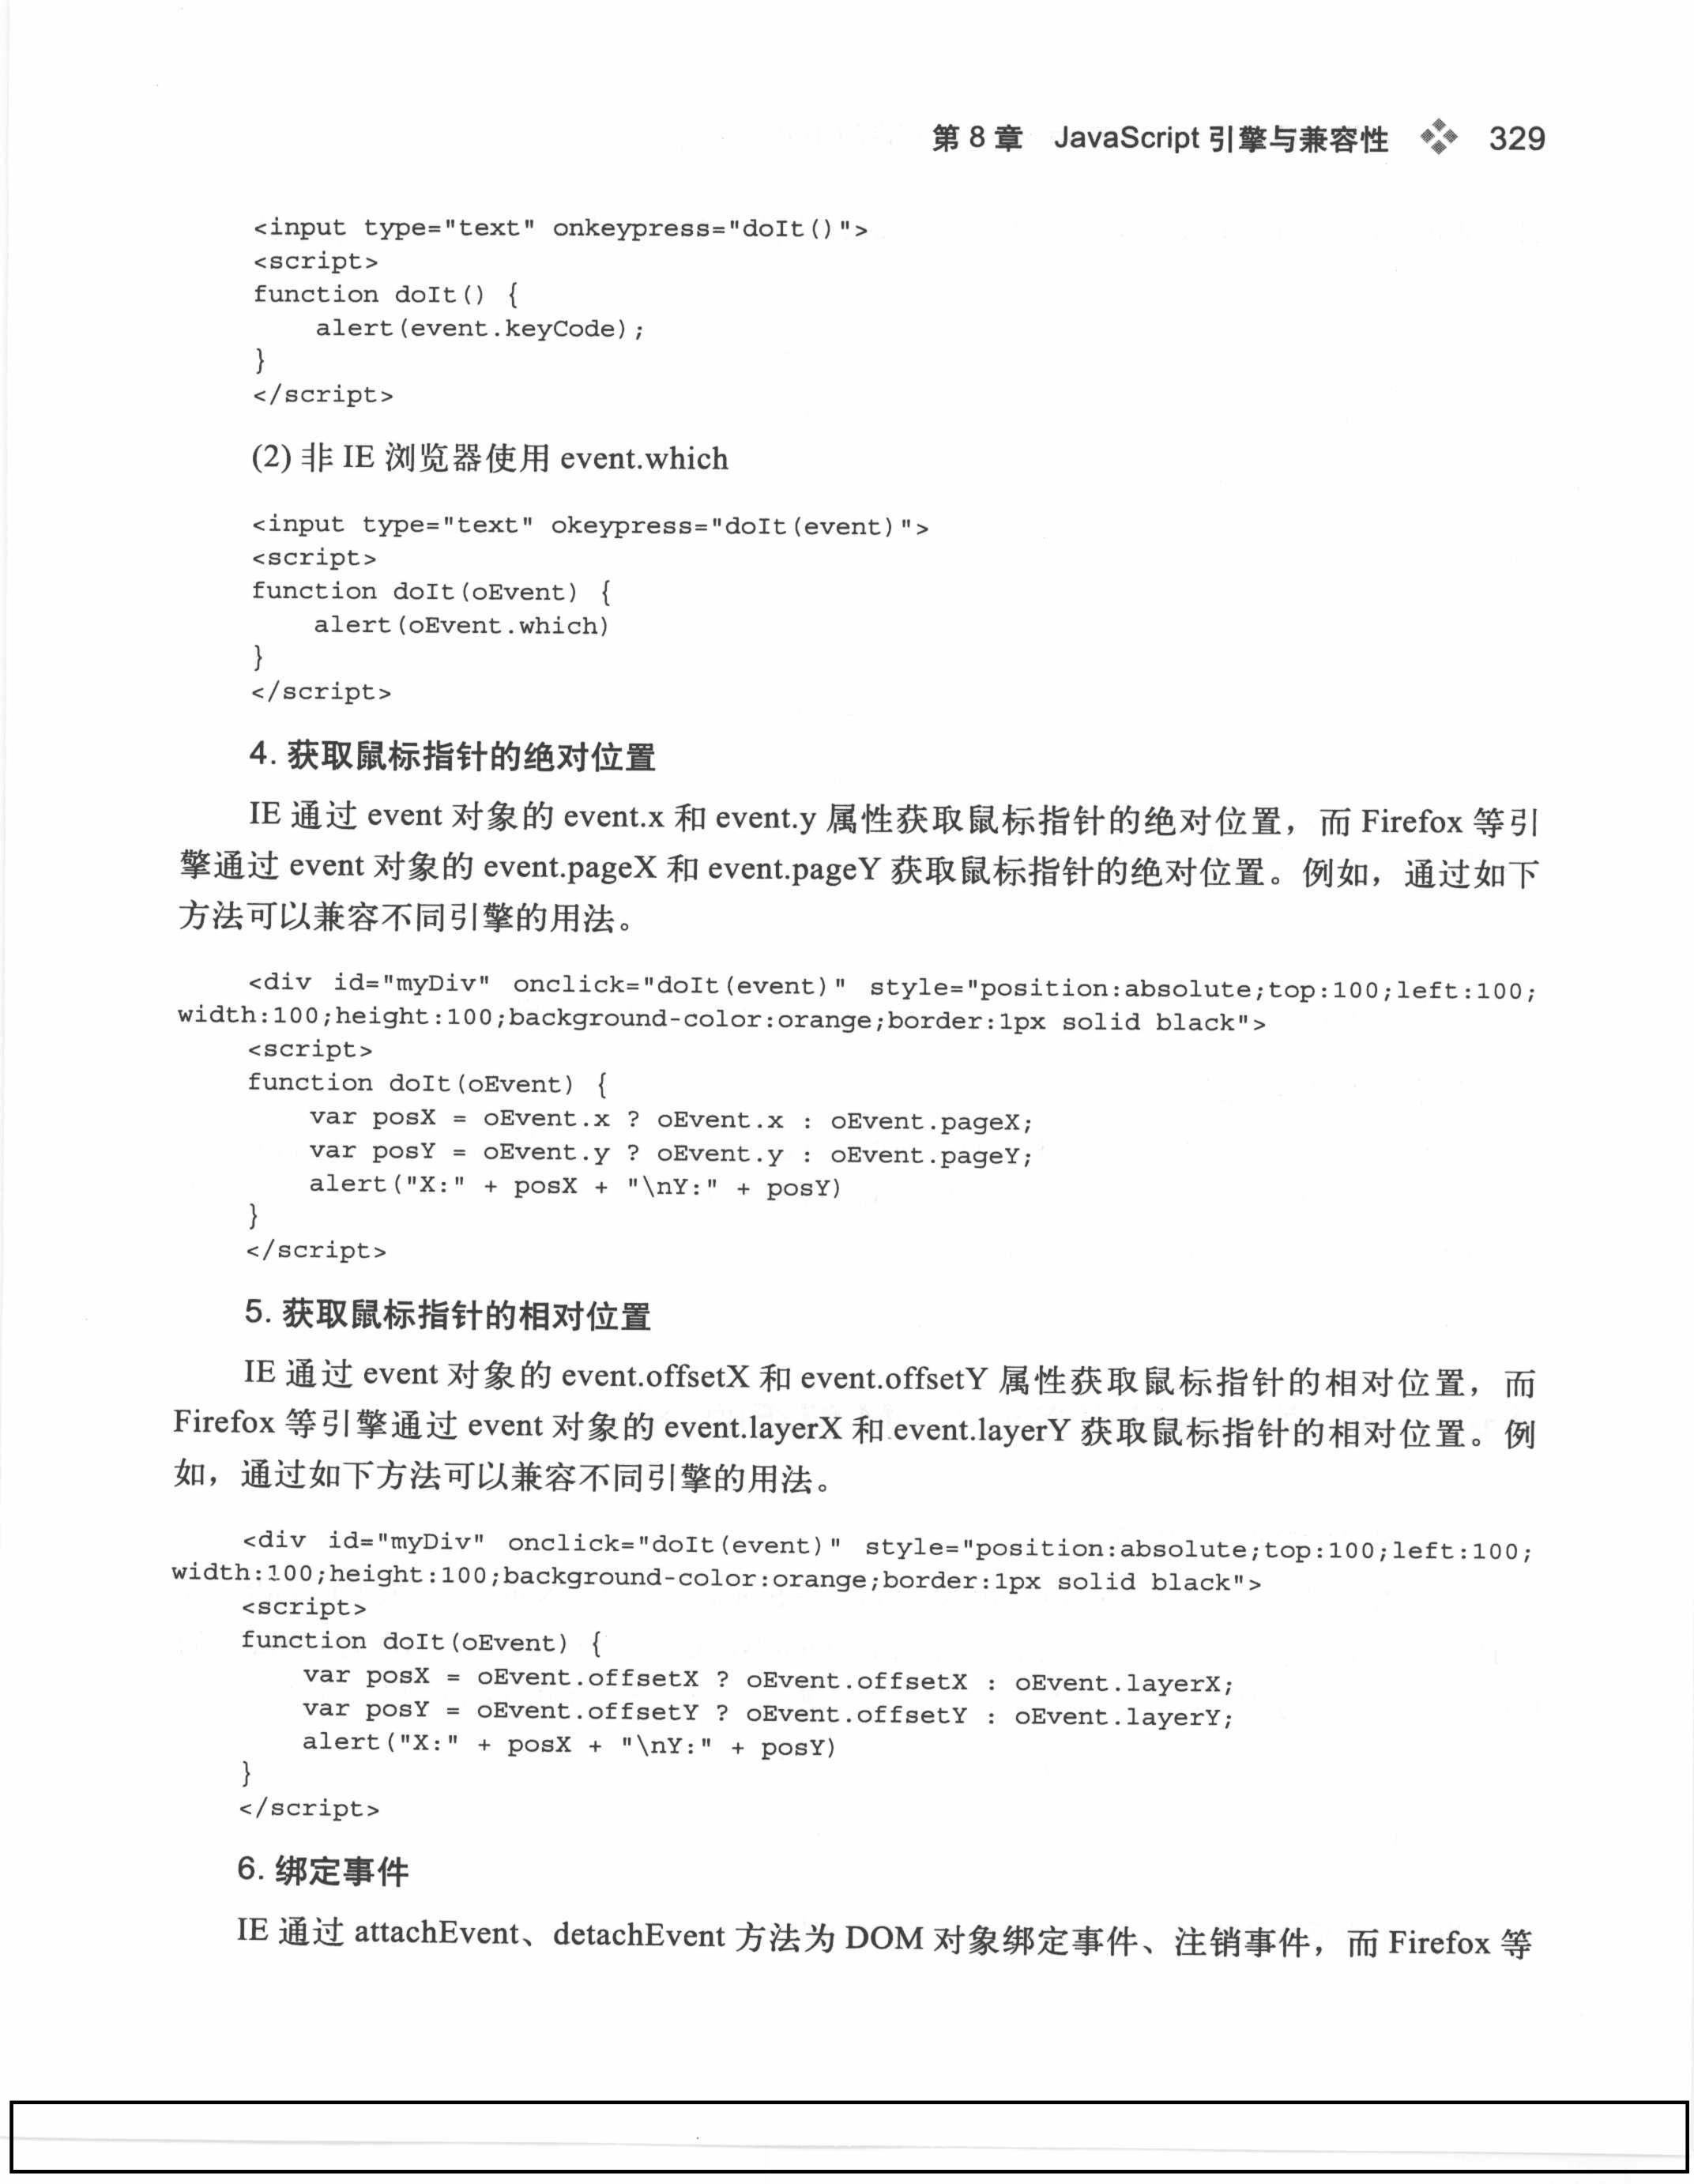 第 8 章 JavaScript 引擎与兼容性 329
<input type="text" onkeypress="doIt()">
<script>
function doIt() {
    alert(event.keyCode);
}
</script>
(2) 非 IE 浏览器使用 event.which
<input type="text" okeypress="doIt(event)">
<script>
function doIt(oEvent) {
    alert(oEvent.which)
}
</script>
4. 获取鼠标指针的绝对位置
IE 通过 event 对象的 event.x 和 event.y 属性获取鼠标指针的绝对位置，而 Firefox 等引
擎通过 event 对象的 event.pageX 和 event.pageY 获取鼠标指针的绝对位置。例如，通过如下
方法可以兼容不同引擎的用法。
<div id="myDiv" onclick="doIt(event)" style="position:absolute;top:100;left:100;
width:100;height:100;background-color:orange;border:1px solid black">
<script>
function doIt(oEvent) {
    var posX = oEvent.x ? oEvent.x : oEvent.pageX;
    var posY = oEvent.y ? oEvent.y : oEvent.pageY;
    alert("X:" + posX + "\nY:" + posY)
}
</script>
5. 获取鼠标指针的相对位置
IE 通过 event 对象的 event.offsetX 和 event.offsetY 属性获取鼠标指针的相对位置，而
Firefox 等引擎通过 event 对象的 event.layerX 和 event.layerY 获取鼠标指针的相对位置。例
如，通过如下方法可以兼容不同引擎的用法。
<div id="myDiv" onclick="doIt(event)" style="position:absolute;top:100;left:100;
width:100;height:100;background-color:orange;border:1px solid black">
<script>
function doIt(oEvent) {
    var posX = oEvent.offsetX ? oEvent.offsetX : oEvent.layerX;
    var posY = oEvent.offsetY ? oEvent.offsetY : oEvent.layerY;
    alert("X:" + posX + "\nY:" + posY)
}
</script>
6. 绑定事件
IE 通过 attachEvent、detachEvent 方法为 DOM 对象绑定事件、注销事件，而 Firefox 等